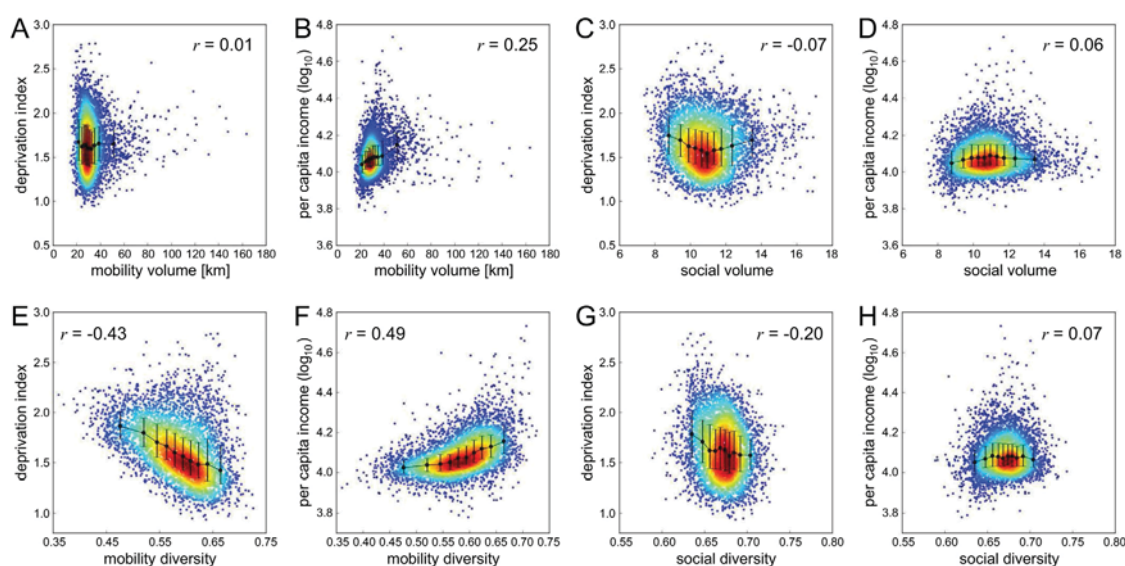 A
r = 0.01
deprivation index
3.0
2.5
2.0
1.5
1.0
0.5
0 20 40 60 80 100 120 140 160 180
mobility volume [km]
B
r = 0.25
per capita income (log10)
4.8
4.6
4.4
4.2
4.0
3.8
3.6
0 20 40 60 80 100 120 140 160 180
mobility volume [km]
C
r = -0.07
deprivation index
3.0
2.5
2.0
1.5
1.0
0.5
6 8 10 12 14 16 18
social volume
D
r = 0.06
per capita income (log10)
4.8
4.6
4.4
4.2
4.0
3.8
3.6
6 8 10 12 14 16 18
social volume
E
r = -0.43
deprivation index
3.0
2.5
2.0
1.5
1.0
0.35 0.45 0.55 0.65 0.75
mobility diversity
F
r = 0.49
per capita income (log10)
4.8
4.6
4.4
4.2
4.0
3.8
0.35 0.40 0.45 0.50 0.55 0.60 0.65 0.70 0.75
mobility diversity
G
r = -0.20
deprivation index
3.0
2.5
2.0
1.5
1.0
0.55 0.60 0.65 0.70 0.75 0.80
social diversity
H
r = 0.07
per capita income (log10)
4.8
4.6
4.4
4.2
4.0
3.8
0.55 0.60 0.65 0.70 0.75 0.80
social diversity